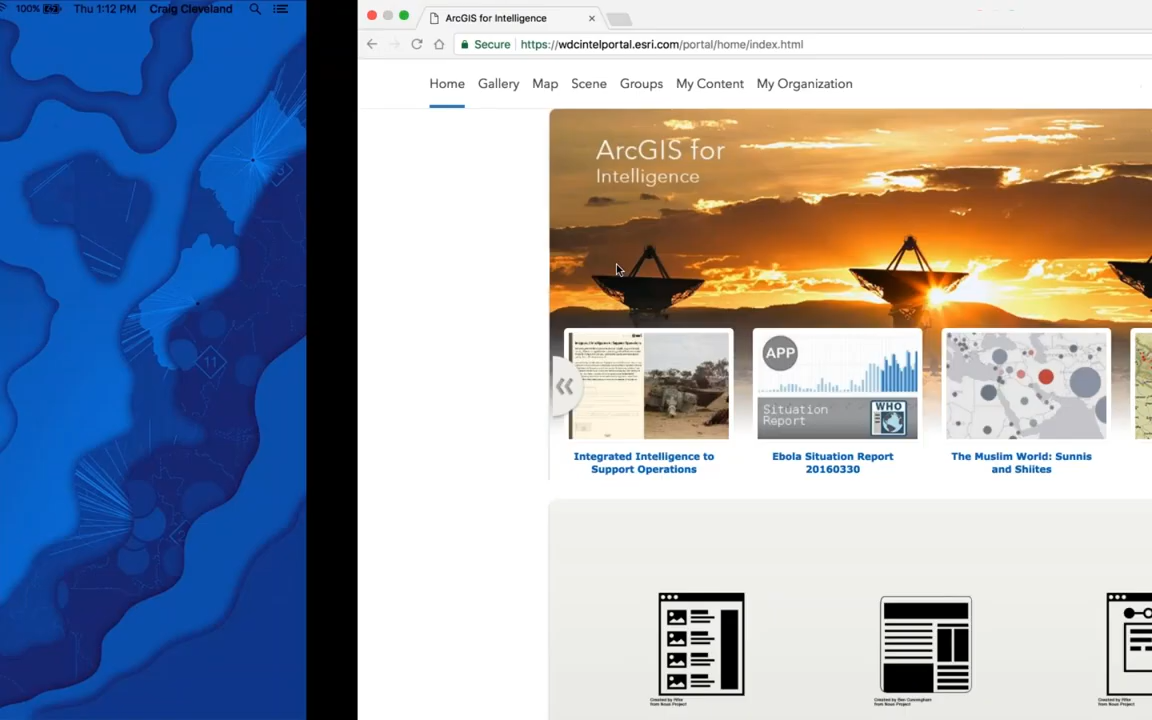 100%
Thu 1:12 PM Craig Cleveland
3
11
ArcGIS for Intelligence
Secure https://wdcintelportal.esri.com/portal/home/index.html
Home Gallery Map Scene Groups My Content My Organization
ArcGIS for
Intelligence
APP
Situation
Report
WHO
Integrated Intelligence to
Support Operations
Ebola Situation Report
20160330
The Muslim World: Sunnis
and Shiites